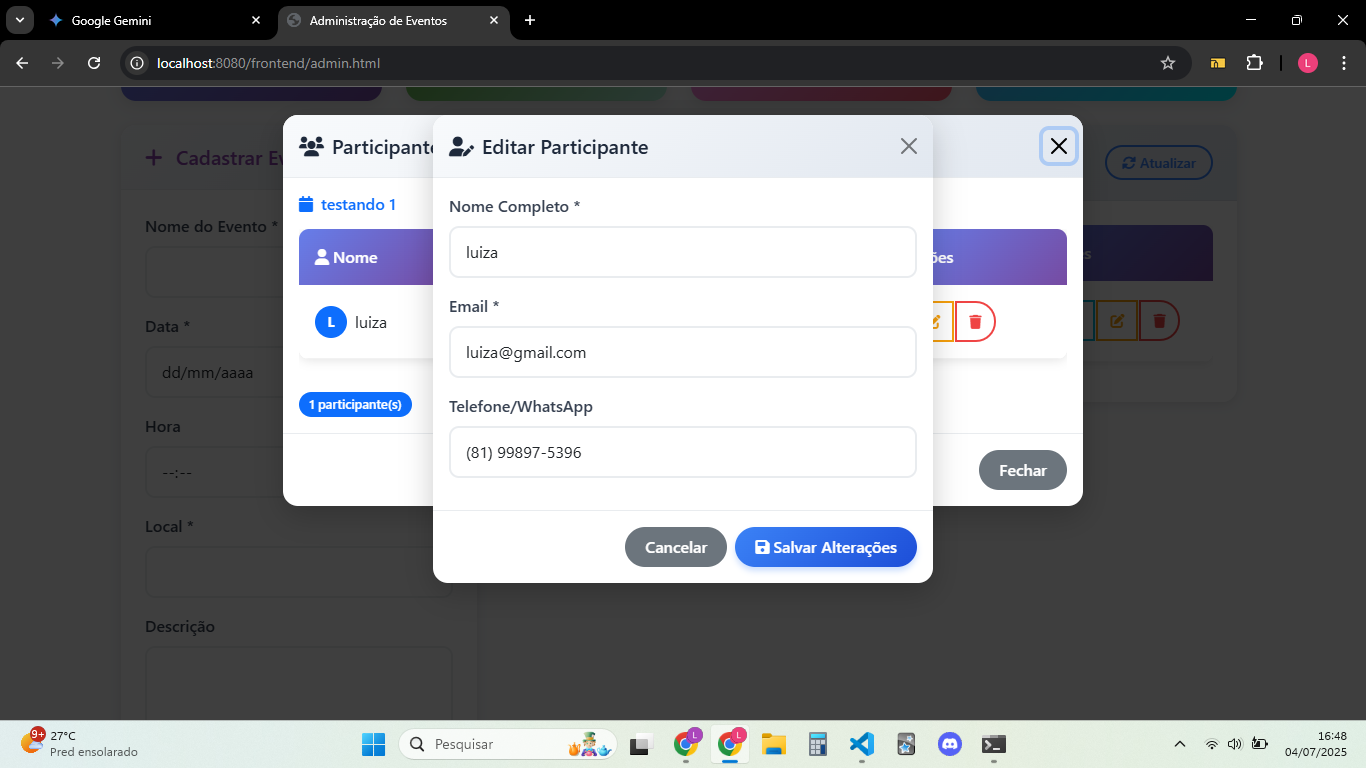 Google Gemini
Administração de Eventos
localhost:8080/frontend/admin.html
L
Cadastrar Ev
Nome do Evento *
Data *
dd/mm/aaaa
Hora
--:--
Local *
Descrição
Atualizar
s
Participante
testando 1
Nome
ões
L
luiza
1 participante(s)
Fechar
Editar Participante
Nome Completo *
luiza
Email *
luiza@gmail.com
Telefone/WhatsApp
(81) 99897-5396
Cancelar
Salvar Alterações
9+
27°C
Pred ensolarado
Pesquisar
L
L
16:48
04/07/2025